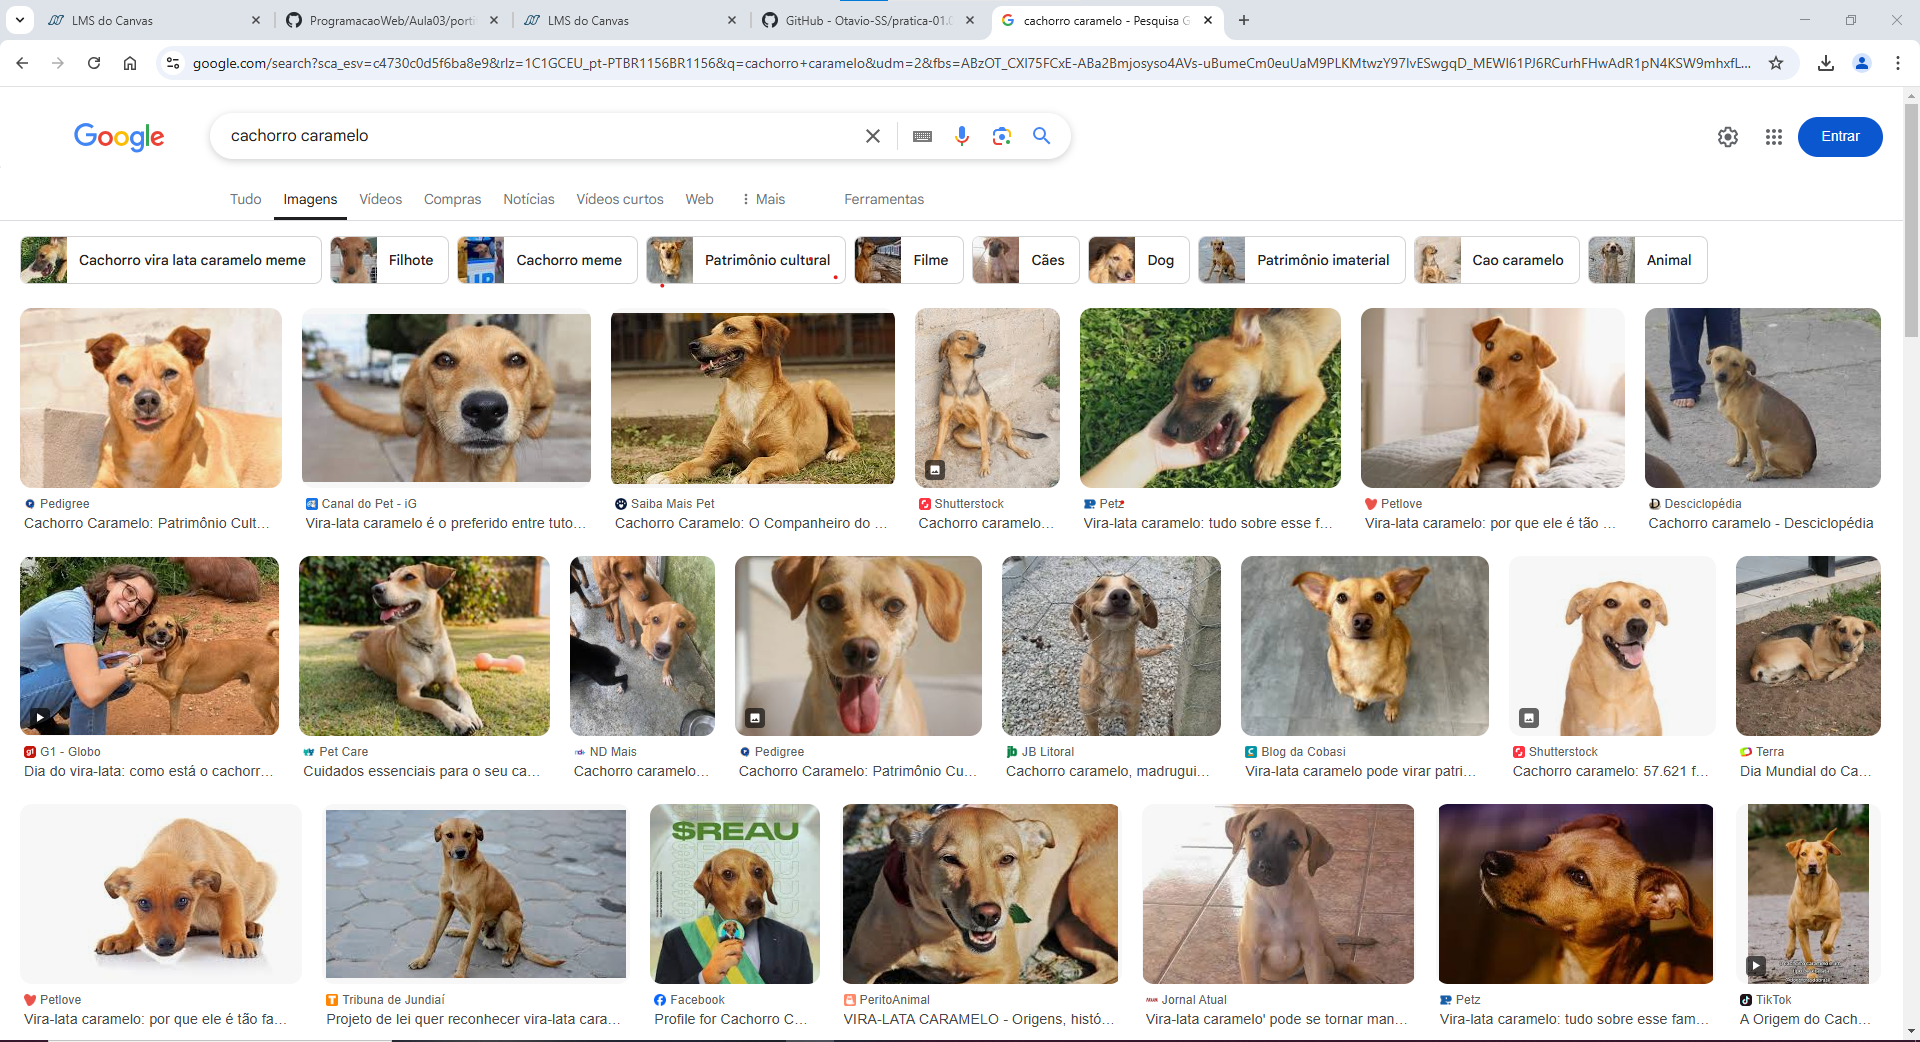 LMS do Canvas
ProgramacaoWeb/Aula03/porti
LMS do Canvas
GitHub - Otavio-SS/pratica-01.0
cachorro caramelo - Pesquisa G
google.com/search?sca_esv=c4730c0d5f6ba8e9&rlz=1C1GCEU_pt-PTBR1156BR1156&q=cachorro+caramelo&udm=2&fbs=ABzOT_CXI75FCxE-ABa2Bmjosyso4AVs-uBumeCm0euUaM9PLKMtwzY97lvESwgqD_MEWl61PJ6RCurhFHwAdR1pN4KSW9mhxfL...
Google
cachorro caramelo
Entrar
Tudo
Imagens
Vídeos
Compras
Notícias
Vídeos curtos
Web
Mais
Ferramentas
Cachorro vira lata caramelo meme
Filhote
Cachorro meme
Patrimônio cultural
Filme
Cães
Dog
Patrimônio imaterial
Cao caramelo
Animal
Pedigree
Cachorro Caramelo: Patrimônio Cult...
Canal do Pet - iG
Vira-lata caramelo é o preferido entre tuto...
Saiba Mais Pet
Cachorro Caramelo: O Companheiro do ...
Shutterstock
Cachorro caramelo...
Petz
Vira-lata caramelo: tudo sobre esse f...
Petlove
Vira-lata caramelo: por que ele é tão ...
Desciclopédia
Cachorro caramelo - Desciclopédia
G1 - Globo
Dia do vira-lata: como está o cachorr...
Pet Care
Cuidados essenciais para o seu ca...
ND Mais
Cachorro caramelo...
Pedigree
Cachorro Caramelo: Patrimônio Cu...
JB Litoral
Cachorro caramelo, madrugui...
Blog da Cobasi
Vira-lata caramelo pode virar patri...
Shutterstock
Cachorro caramelo: 57.621 f...
Terra
Dia Mundial do Ca...
$REAU
Petlove
Vira-lata caramelo: por que ele é tão fa...
Tribuna de Jundiaí
Projeto de lei quer reconhecer vira-lata cara...
Facebook
Profile for Cachorro C...
PeritoAnimal
VIRA-LATA CARAMELO - Origens, histó...
Jornal Atual
Vira-lata caramelo' pode se tornar man...
Petz
Vira-lata caramelo: tudo sobre esse fam...
TikTok
A Origem do Cach...